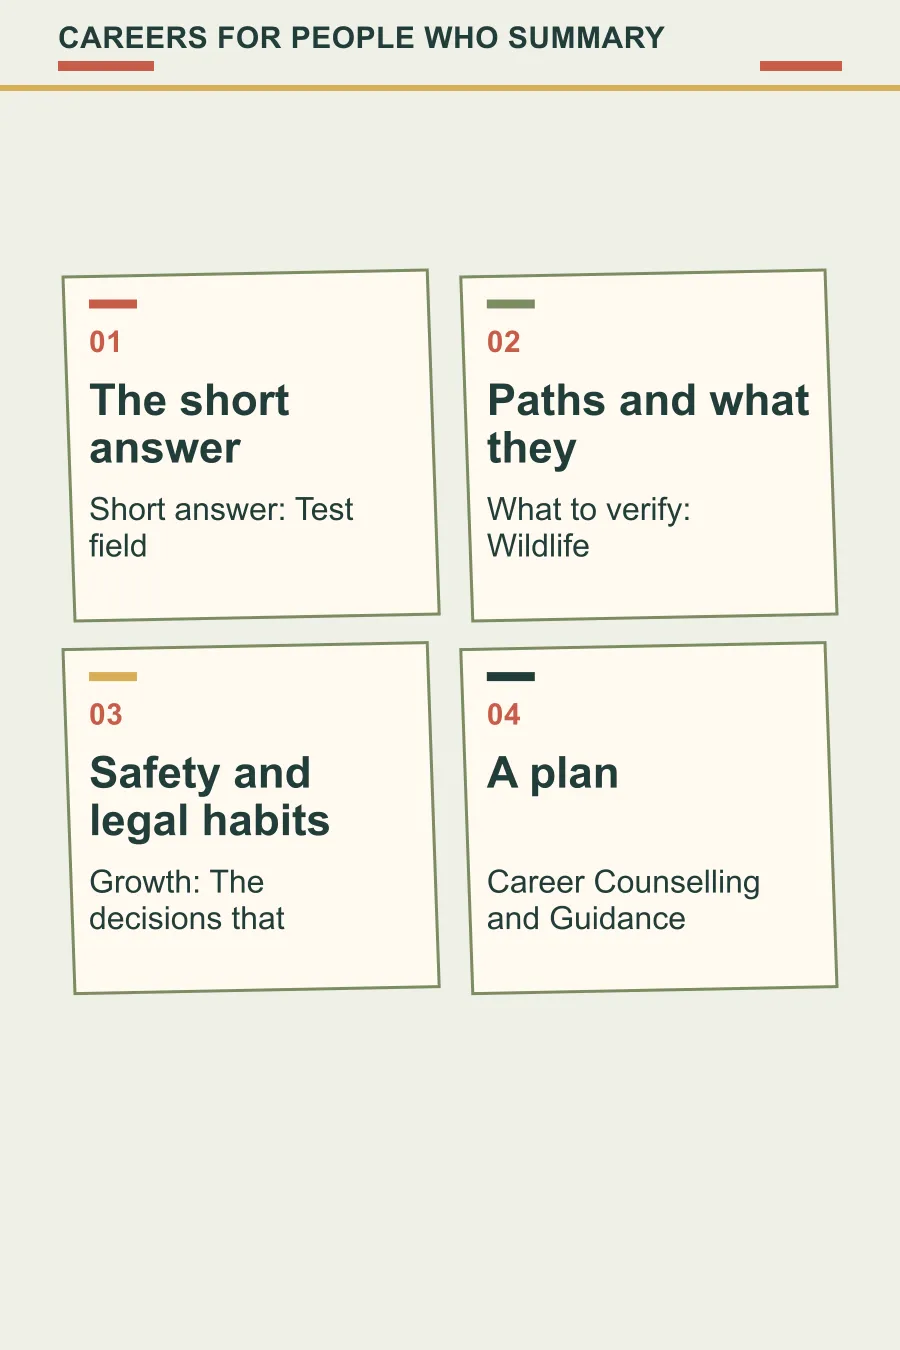 CAREERS FOR PEOPLE WHO SUMMARY
01
The short
answer
Short answer: Test
field
02
Paths and what
they
What to verify:
Wildlife
03
Safety and
legal habits
Growth: The
decisions that
04
A plan
Career Counselling
and Guidance